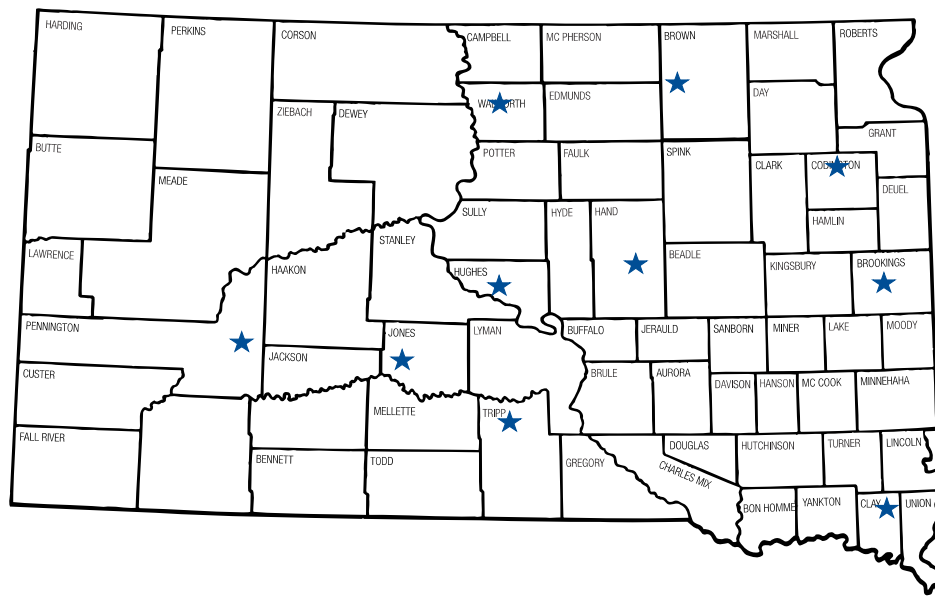 HARDING
PERKINS
CORSON
CAMPBELL
MC PHERSON
BROWN
MARSHALL
ROBERTS
ZIEBACH
DEWEY
WALWORTH
EDMUNDS
DAY
GRANT
BUTTE
MEADE
POTTER
FAULK
SPINK
CLARK
CODINGTON
DEUEL
SULLY
HYDE
HAND
HAMLIN
LAWRENCE
HAAKON
STANLEY
HUGHES
BEADLE
KINGSBURY
BROOKINGS
PENNINGTON
JACKSON
JONES
LYMAN
BUFFALO
JERAULD
SANBORN
MINER
LAKE
MOODY
CUSTER
BRULE
AURORA
DAVISON
HANSON
MC COOK
MINNEHAHA
FALL RIVER
BENNETT
MELLETTE
TODD
TRIPP
GREGORY
CHARLES MIX
DOUGLAS
HUTCHINSON
TURNER
LINCOLN
BON HOMME
YANKTON
CLAY
UNION